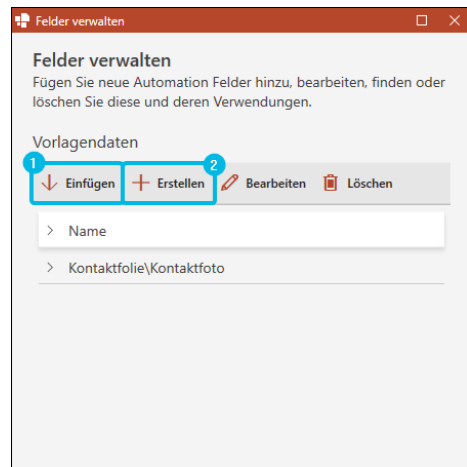 Felder verwalten
Felder verwalten
Fügen Sie neue Automation Felder hinzu, bearbeiten, finden oder
löschen Sie diese und deren Verwendungen.
Vorlagendaten
1 2
Einfügen Erstellen Bearbeiten Löschen
Name
Kontaktfolie\Kontaktfoto